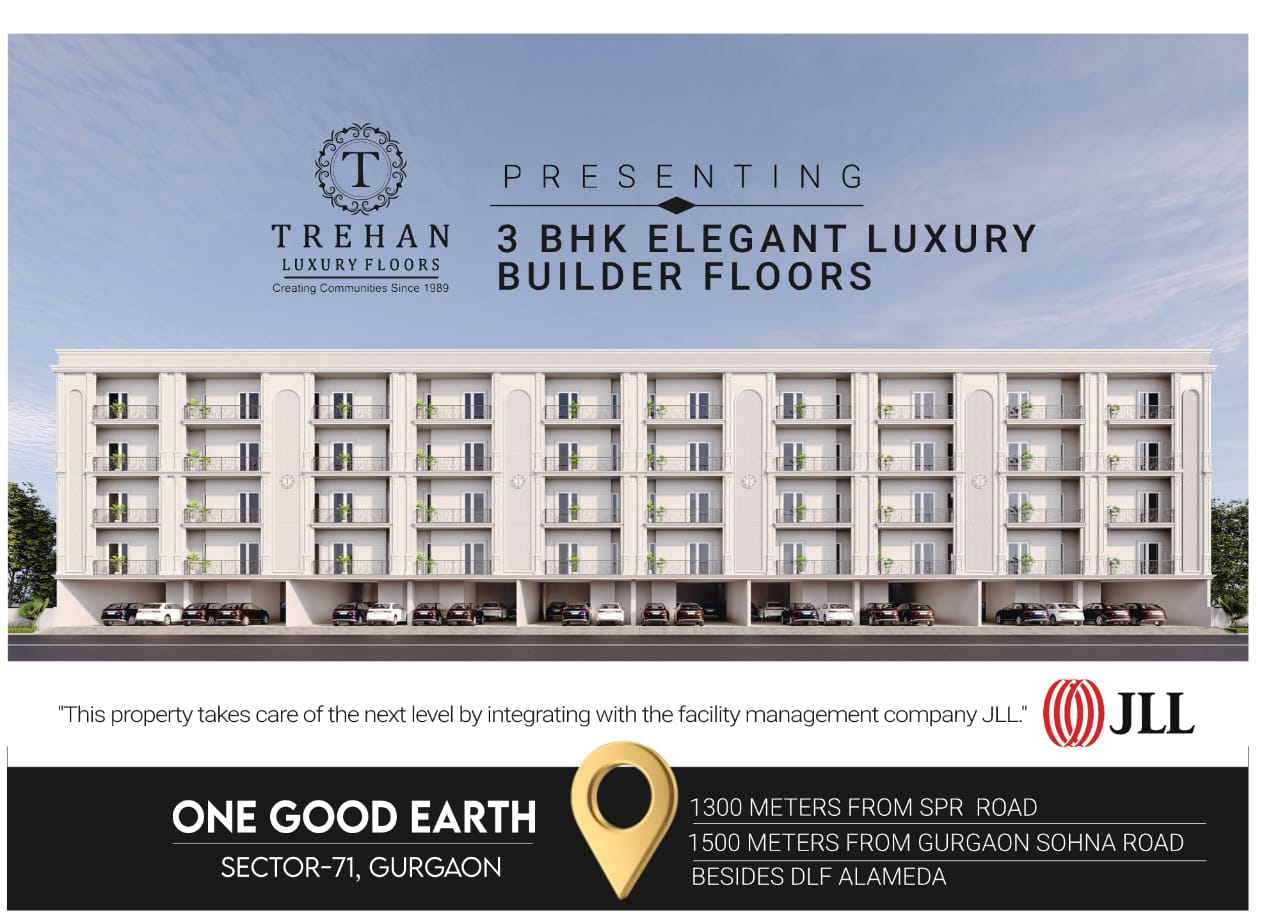 T
TREHAN
LUXURY FLOORS
Creating Communities Since 1989
PRESENTING
3 BHK ELEGANT LUXURY
BUILDER FLOORS
"This property takes care of the next level by integrating with the facility management company JLL."
JLL
ONE GOOD EARTH
SECTOR-71, GURGAON
1300 METERS FROM SPR ROAD
1500 METERS FROM GURGAON SOHNA ROAD
BESIDES DLF ALAMEDA